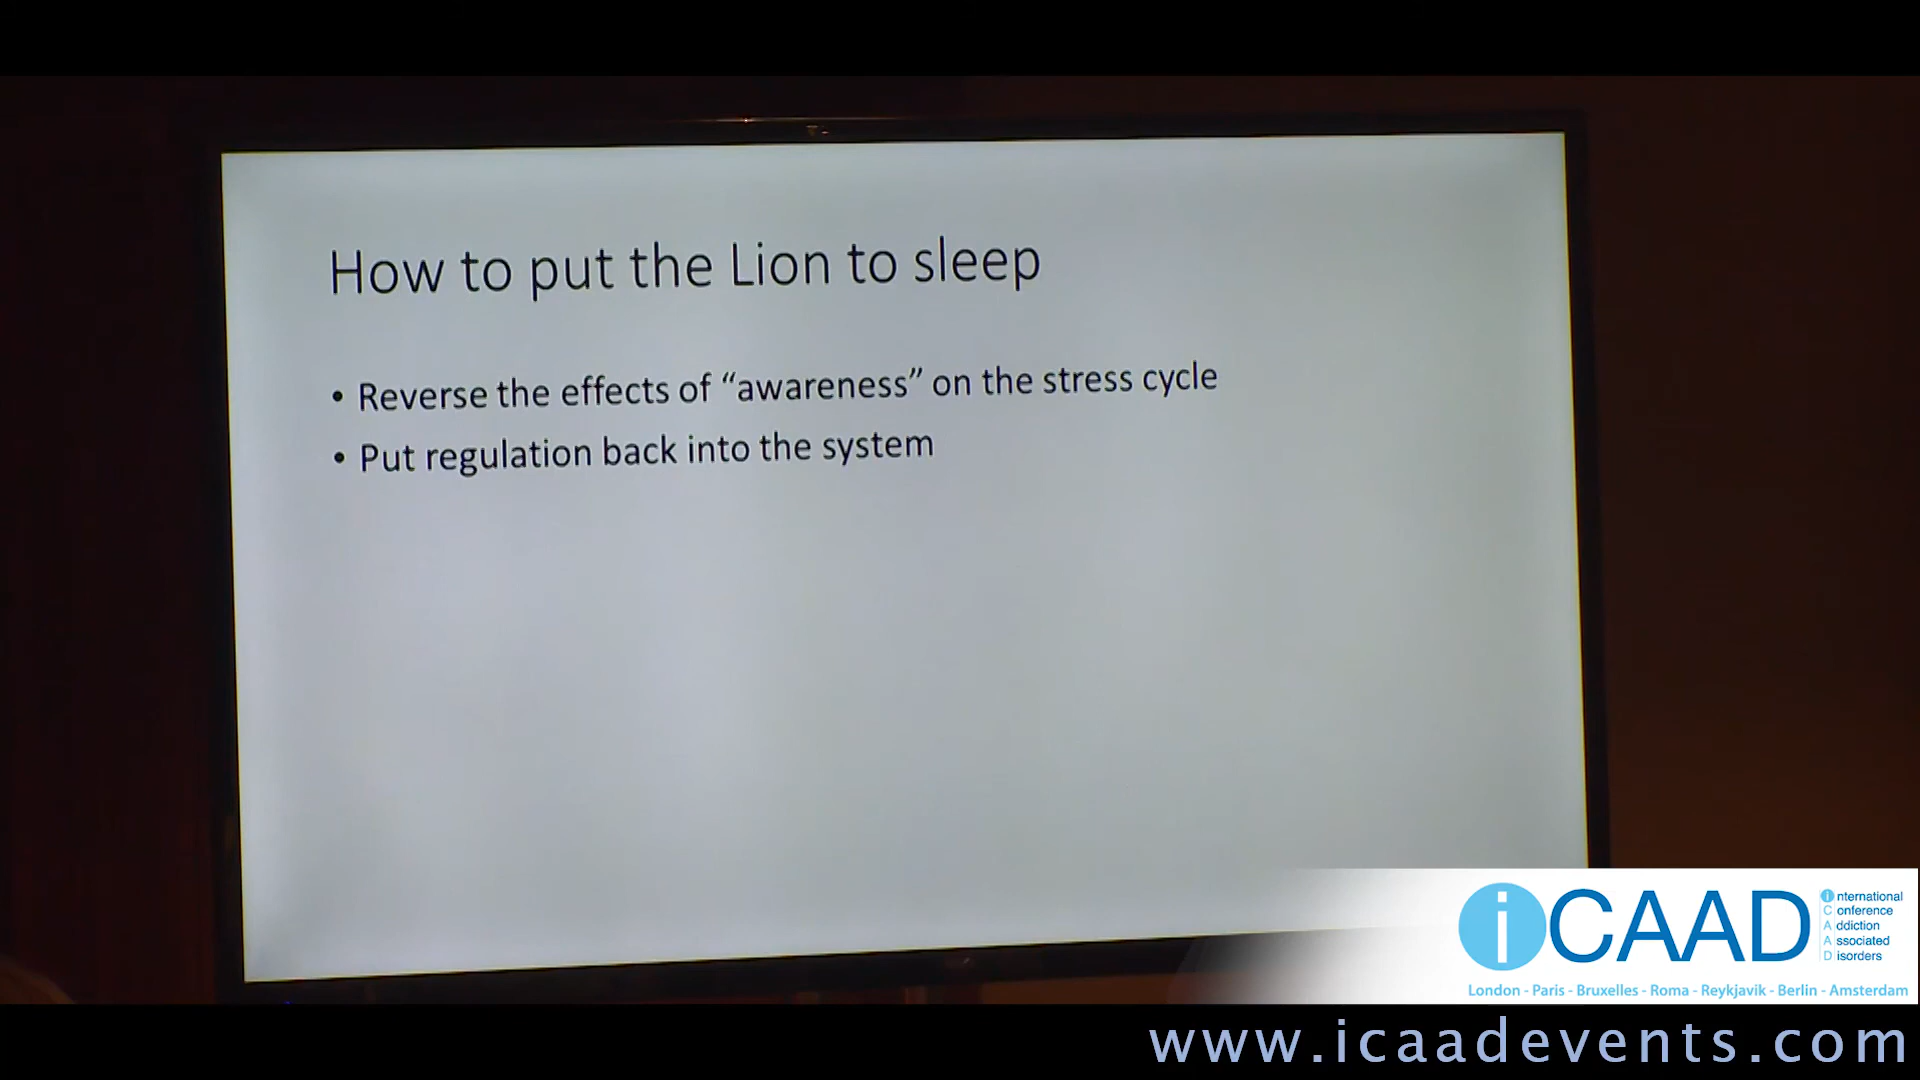 How to put the Lion to sleep
• Reverse the effects of “awareness” on the stress cycle
• Put regulation back into the system
iCAAD
international
Conference
Addiction
Associated
Disorders
London - Paris - Bruxelles - Roma - Reykjavik - Berlin - Amsterdam
www.icaadevents.com